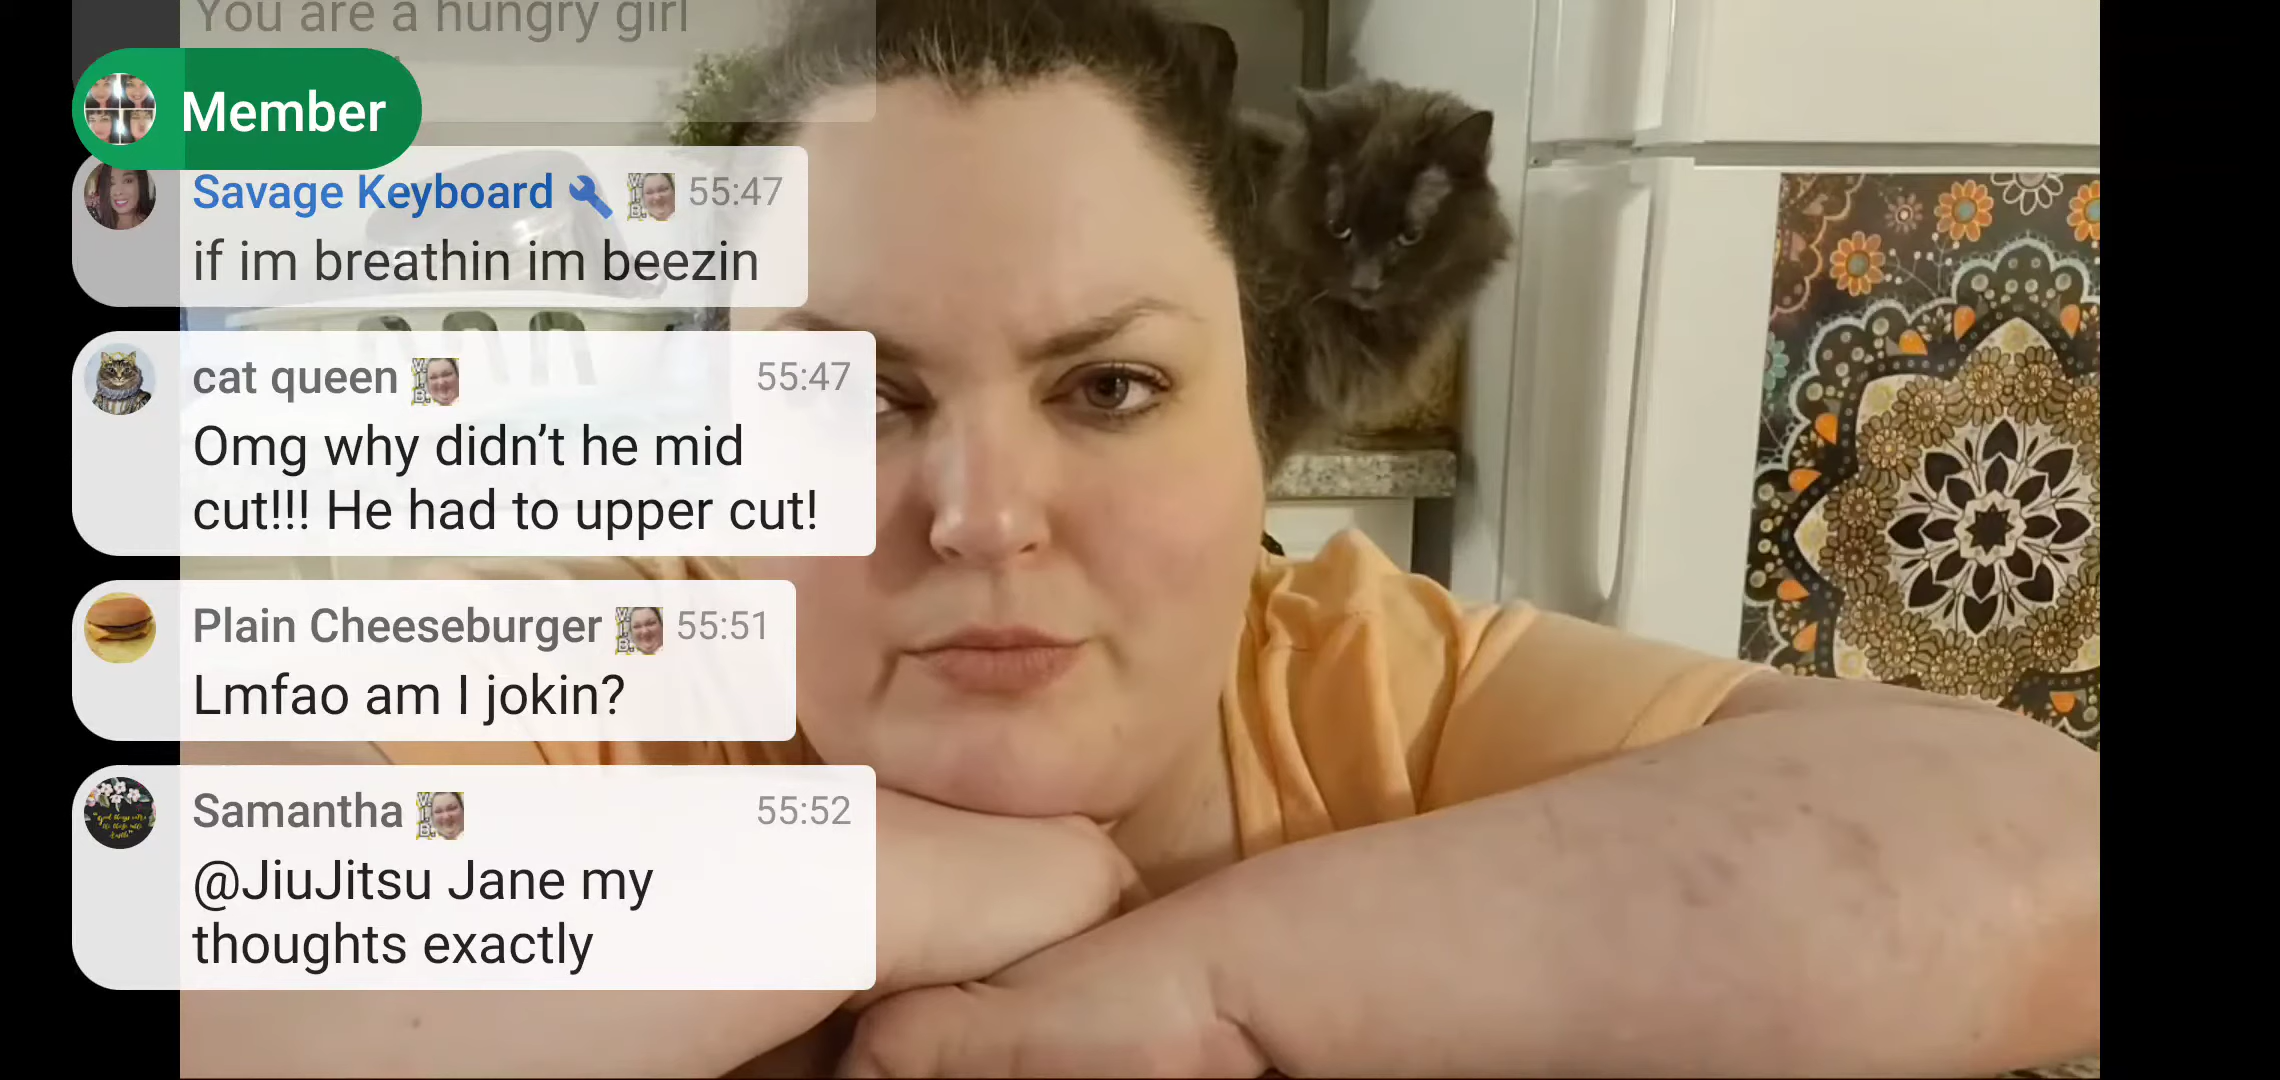 You are a hungry girl
Member
Savage Keyboard 55:47
if im breathin im beezin
cat queen 55:47
Omg why didn’t he mid
cut!!! He had to upper cut!
Plain Cheeseburger 55:51
Lmfao am I jokin?
Samantha 55:52
@JiuJitsu Jane my
thoughts exactly